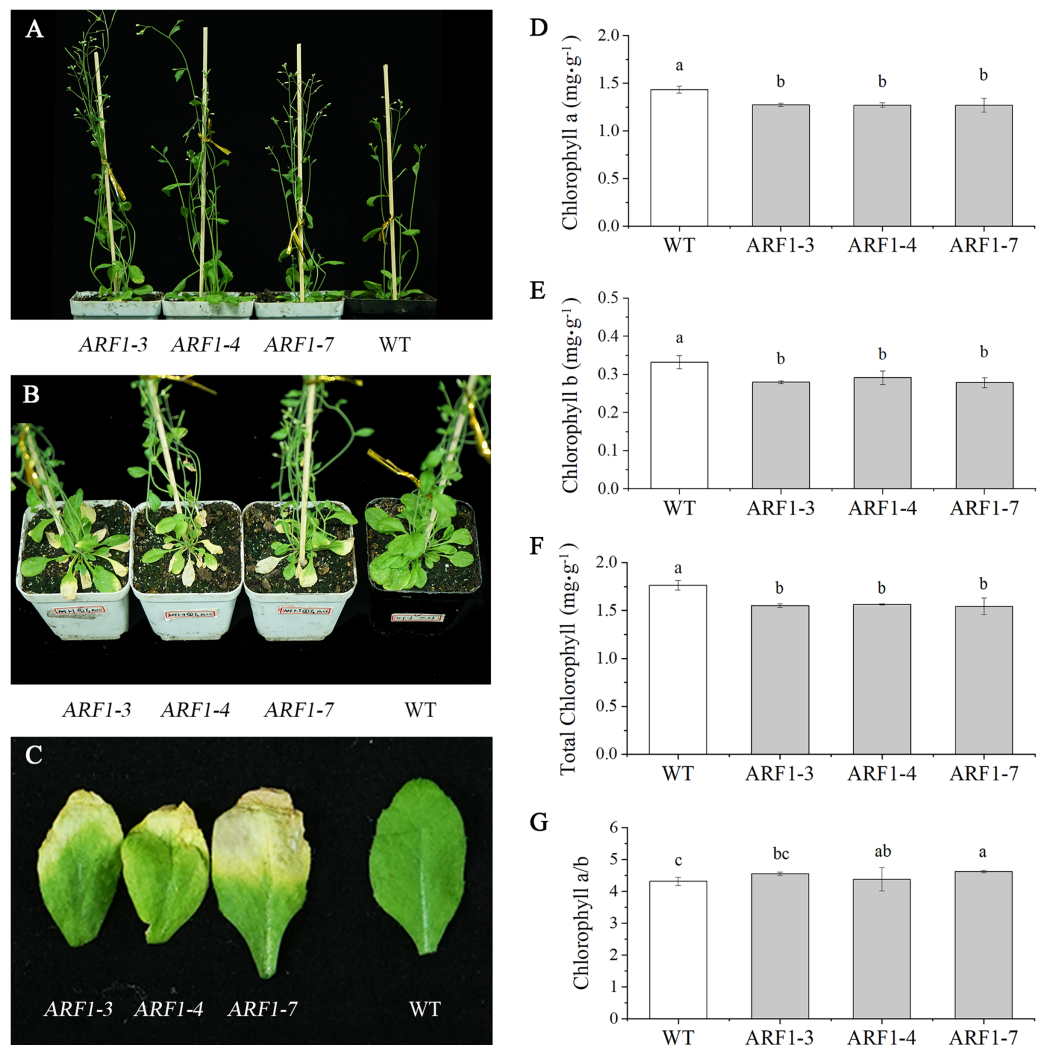 A
ARF1-3 ARF1-4 ARF1-7 WT
B
ARF1-3 ARF1-4 ARF1-7 WT
C
ARF1-3 ARF1-4 ARF1-7 WT
D
Chlorophyll a (mg·g⁻¹)
2.0
1.5
1.0
0.5
0.0
a b b b
WT ARF1-3 ARF1-4 ARF1-7
E
Chlorophyll b (mg·g⁻¹)
0.5
0.4
0.3
0.2
0.1
0.0
a b b b
WT ARF1-3 ARF1-4 ARF1-7
F
Total Chlorophyll (mg·g⁻¹)
2.0
1.5
1.0
0.5
0.0
a b b b
WT ARF1-3 ARF1-4 ARF1-7
G
Chlorophyll a/b
6
5
4
3
2
1
0
c bc ab a
WT ARF1-3 ARF1-4 ARF1-7